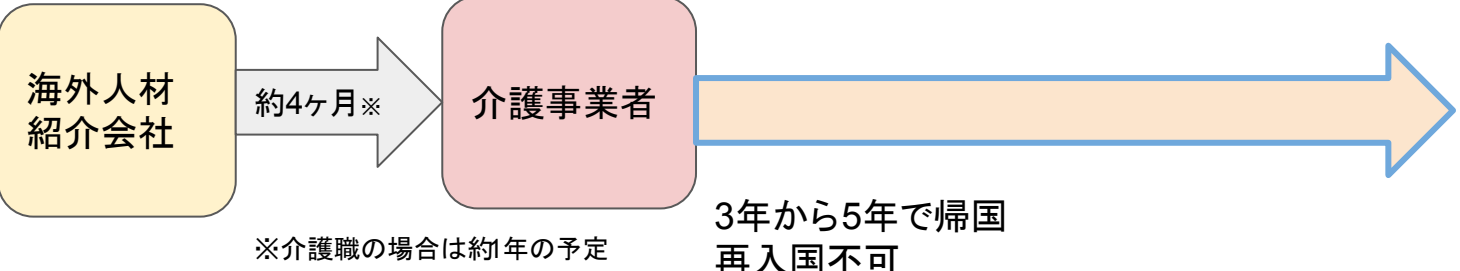 海外人材
紹介会社
約4ヶ月※
介護事業者
※介護職の場合は約1年の予定
3年から5年で帰国
再入国不可